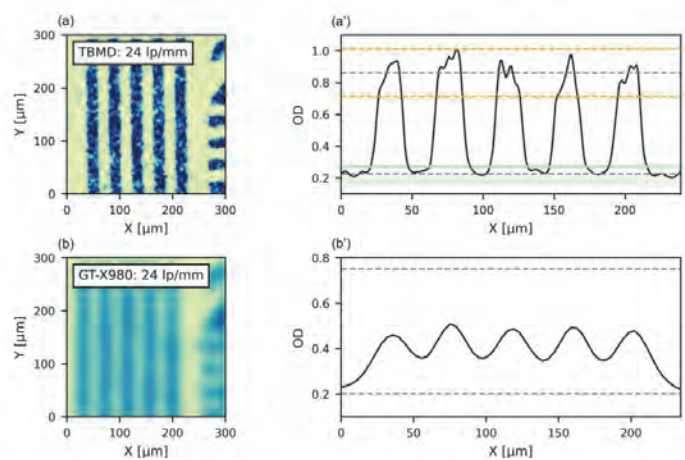 (a)
TBMD: 24 lp/mm
300
200
100
0
Y [µm]
0 100 200 300
X [µm]
(a')
1.0
0.8
0.6
0.4
0.2
OD
0 50 100 150 200
X [µm]
(b)
GT-X980: 24 lp/mm
300
200
100
0
Y [µm]
0 100 200 300
X [µm]
(b')
0.8
0.6
0.4
0.2
OD
0 50 100 150 200
X [µm]